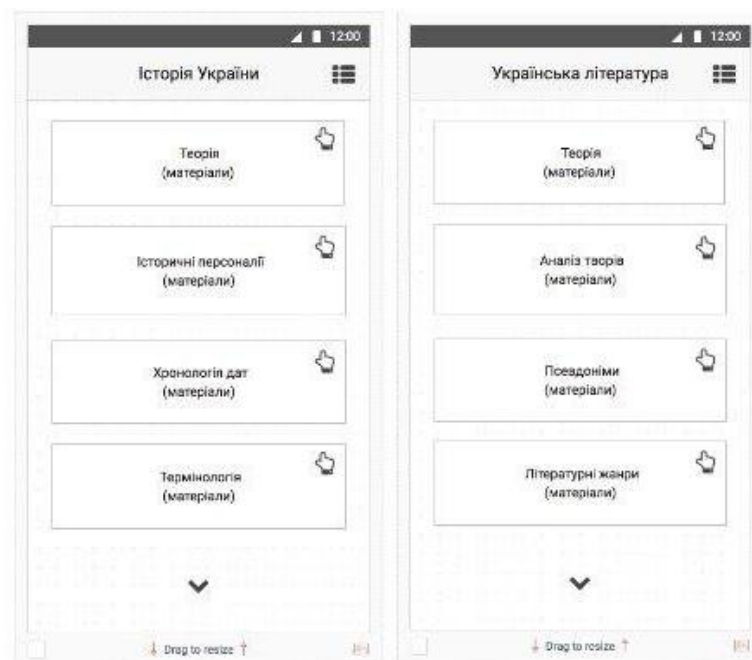 12:00
Історія України
Теорія
(матеріали)
Історичні персоналії
(матеріали)
Хронологія дат
(матеріали)
Термінологія
(матеріали)
Drag to resize
12:00
Українська література
Теорія
(матеріали)
Аналіз творів
(матеріали)
Псевдоніми
(матеріали)
Літературні жанри
(матеріали)
Drag to resize